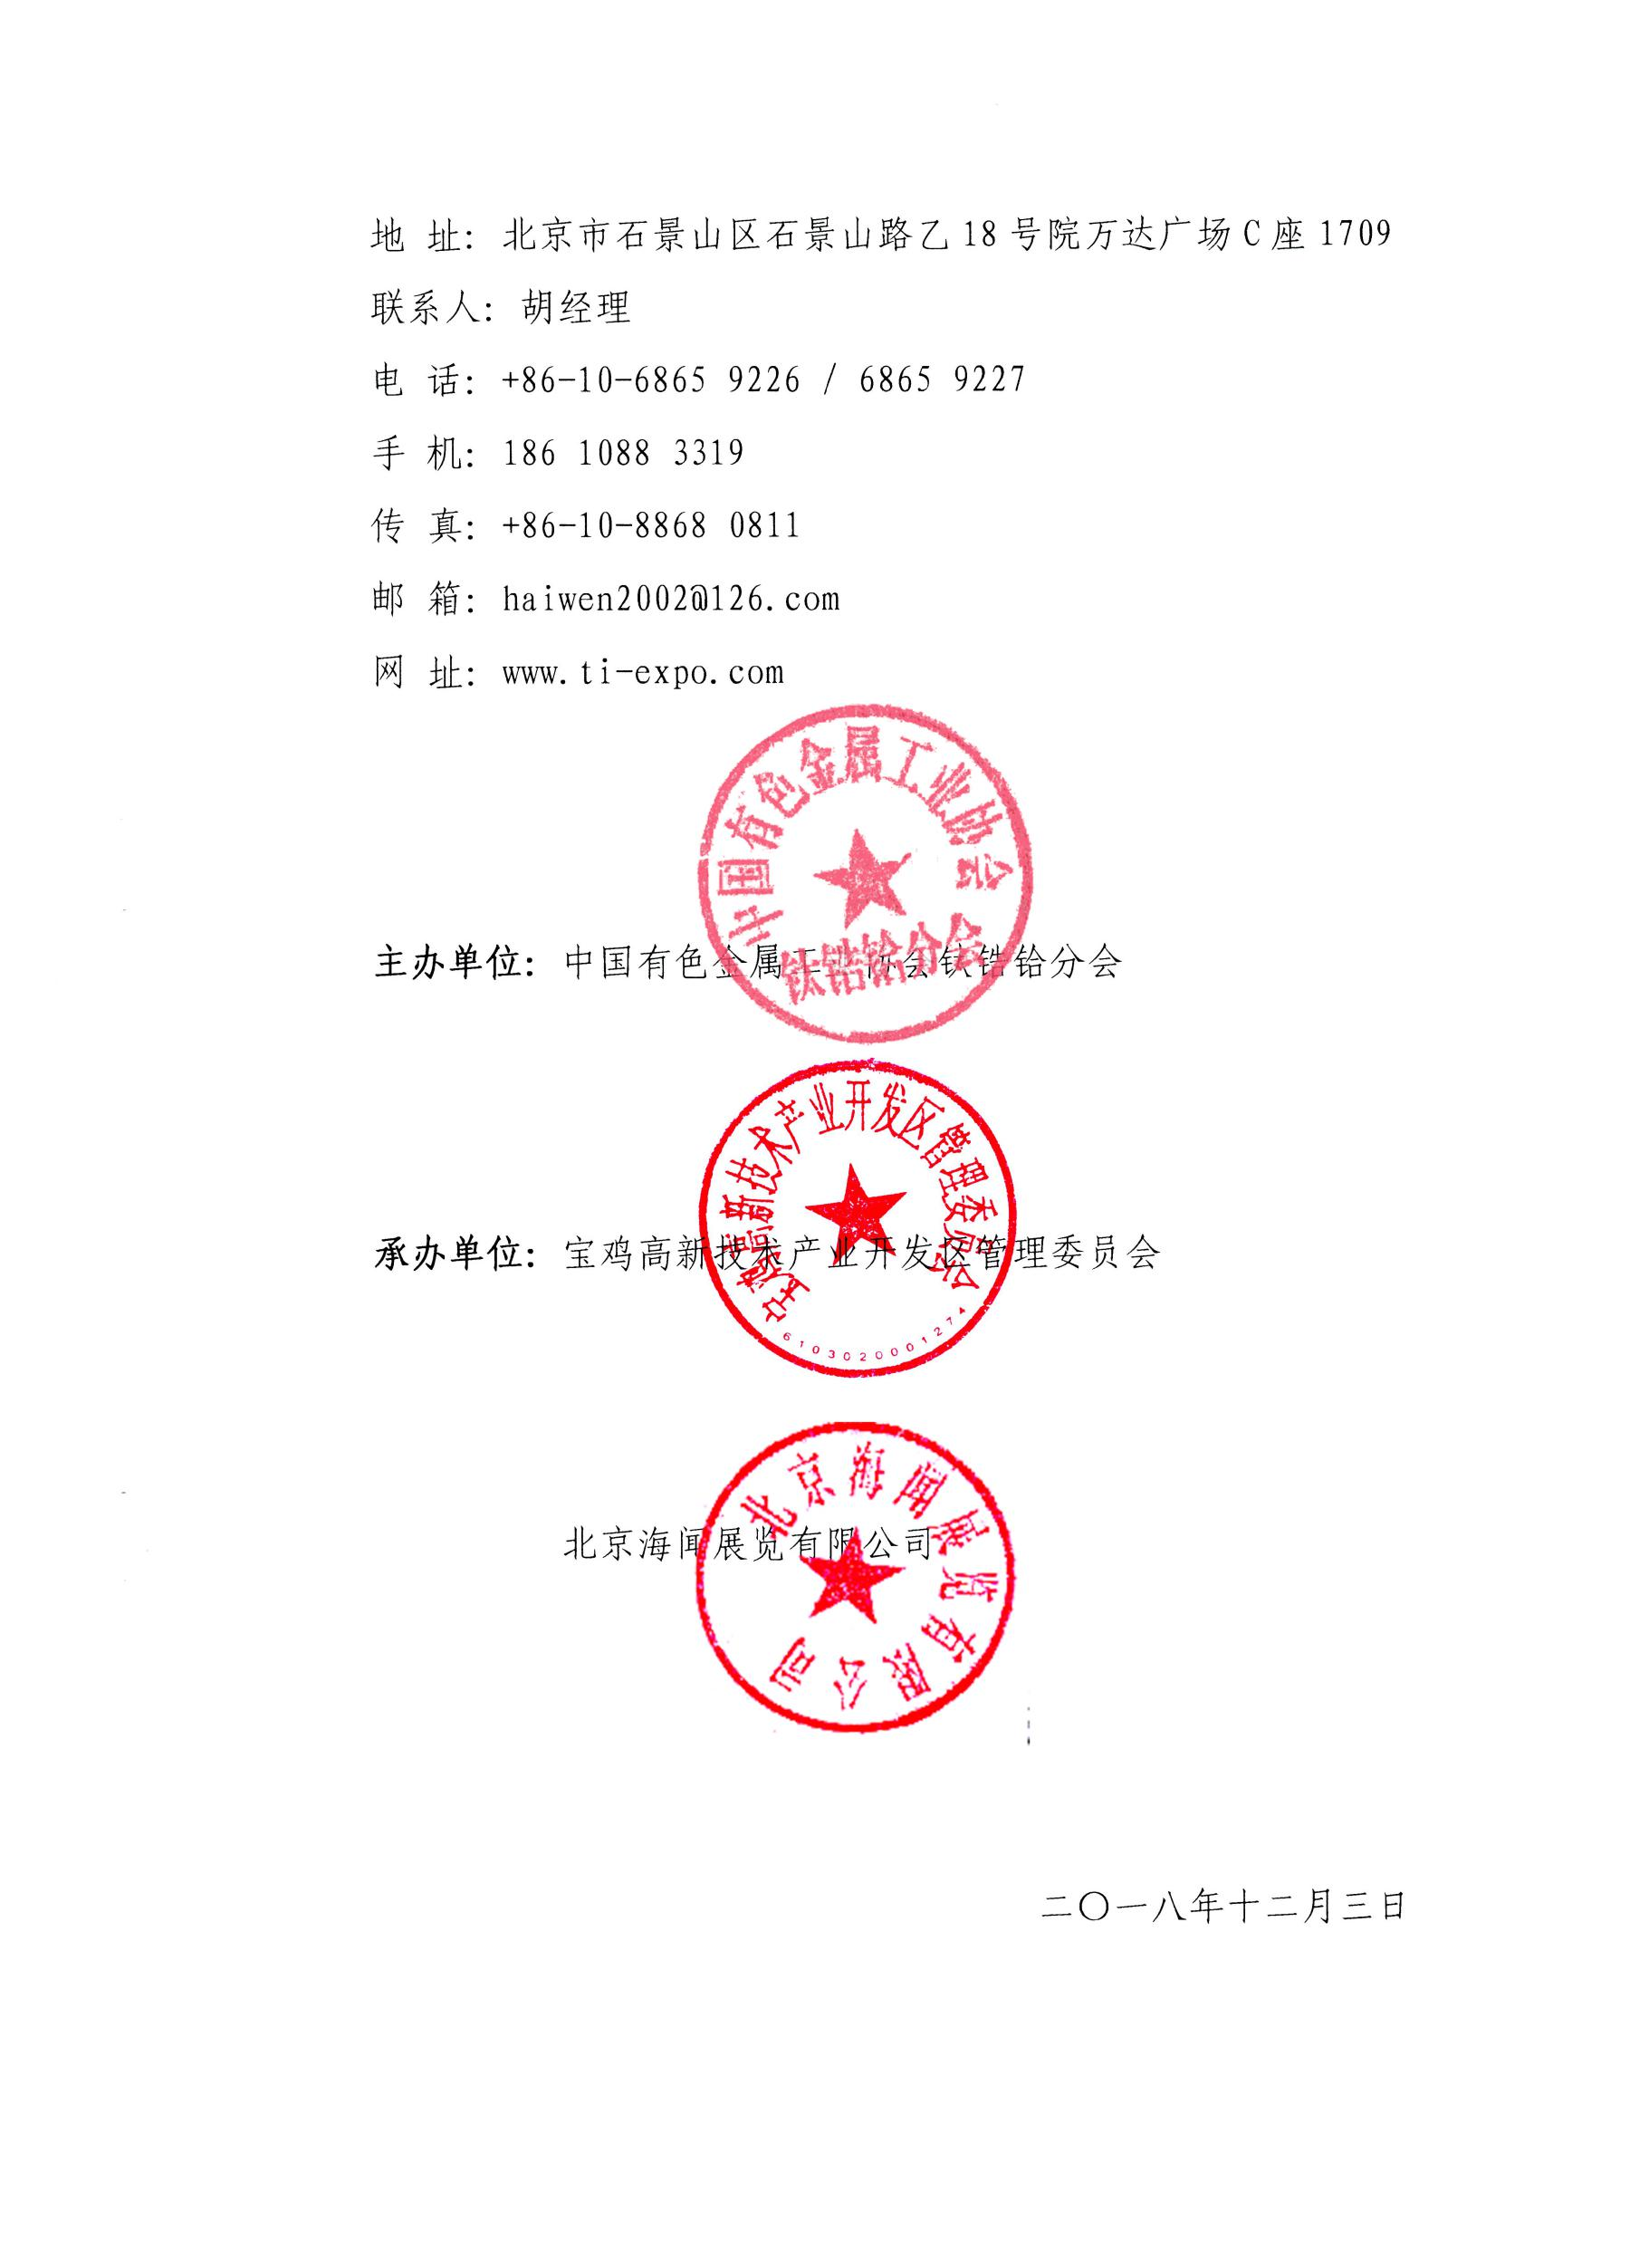 地 址: 北京市石景山区石景山路乙 18 号院万达广场 C 座 1709
联系人: 胡经理
电 话: +86-10-6865 9226 / 6865 9227
手 机: 186 1088 3319
传 真: +86-10-8868 0811
邮 箱: haiwen2002@126.com
网 址: www.ti-expo.com
中国有色金属工业协会
钛锆铪分会
主办单位: 中国有色金属工业协会钛锆铪分会
宝鸡高新技术产业开发区管理委员会
承办单位: 宝鸡高新技术产业开发区管理委员会
6103020001274
北京海闻展览有限公司
北京海闻展览有限公司
二〇一八年十二月三日